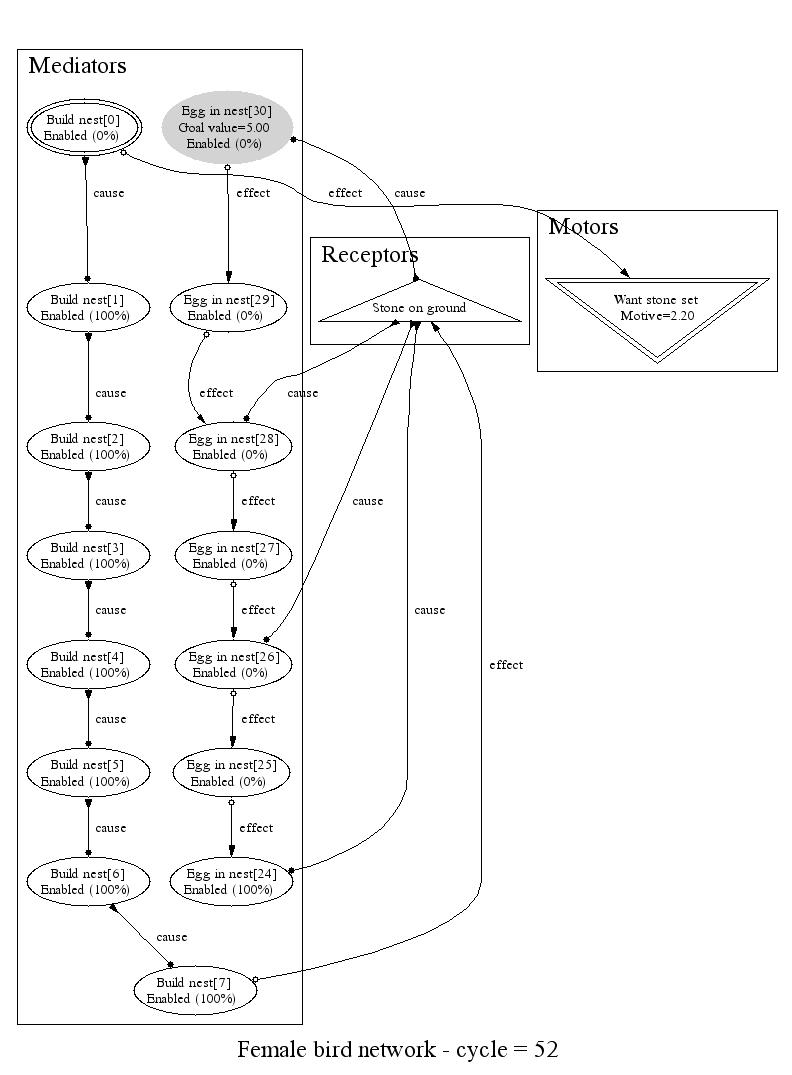 Mediators
Build nest[0]
Enabled (0%)
Egg in nest[30]
Goal value=5.00
Enabled (0%)
cause
effect
effect
cause
Motors
Want stone set
Motive=2.20
Receptors
Stone on ground
Build nest[1]
Enabled (100%)
Egg in nest[29]
Enabled (0%)
cause
effect
cause
Build nest[2]
Enabled (100%)
Egg in nest[28]
Enabled (0%)
cause
effect
cause
Build nest[3]
Enabled (100%)
Egg in nest[27]
Enabled (0%)
cause
effect
cause
Build nest[4]
Enabled (100%)
Egg in nest[26]
Enabled (0%)
effect
cause
effect
Build nest[5]
Enabled (100%)
Egg in nest[25]
Enabled (0%)
cause
effect
Build nest[6]
Enabled (100%)
Egg in nest[24]
Enabled (100%)
cause
Build nest[7]
Enabled (100%)
Female bird network - cycle = 52